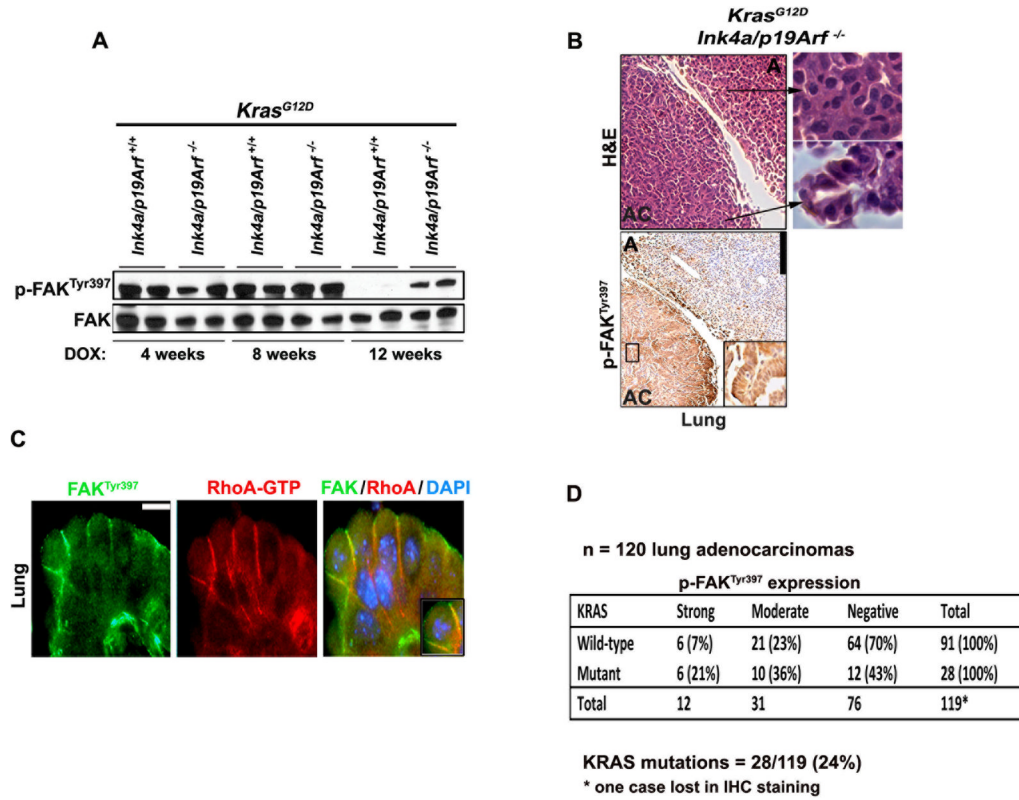 A
Kras^G12D
Ink4a/p19Arf +/+
Ink4a/p19Arf -/-
Ink4a/p19Arf +/+
Ink4a/p19Arf -/-
Ink4a/p19Arf +/+
Ink4a/p19Arf -/-
p-FAK^Tyr397
FAK
DOX: 4 weeks 8 weeks 12 weeks
B
Kras^G12D
Ink4a/p19Arf -/-
H&E
A
AC
p-FAK^Tyr397
A
AC
Lung
C
FAK^Tyr397 RhoA-GTP FAK/RhoA/DAPI
Lung
D
n = 120 lung adenocarcinomas
p-FAK^Tyr397 expression
KRAS Strong Moderate Negative Total
Wild-type 6 (7%) 21 (23%) 64 (70%) 91 (100%)
Mutant 6 (21%) 10 (36%) 12 (43%) 28 (100%)
Total 12 31 76 119*
KRAS mutations = 28/119 (24%)
* one case lost in IHC staining